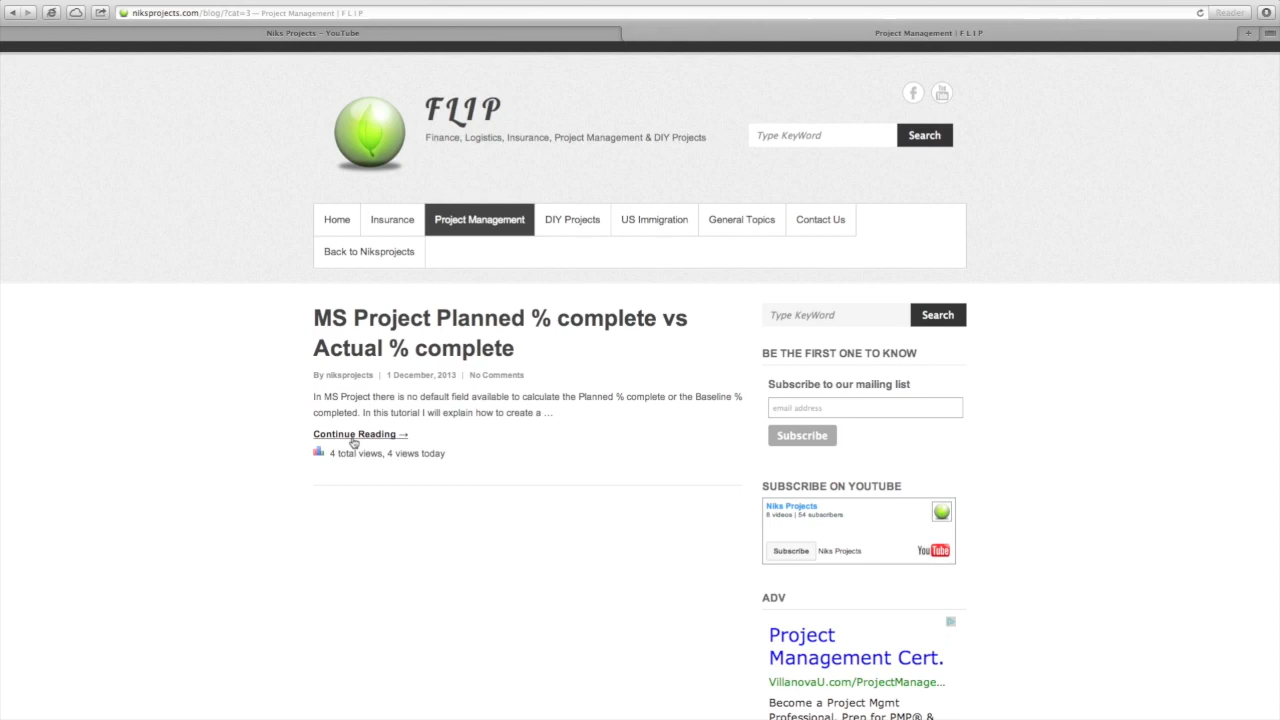 niksprojects.com/blog/?cat=3 — Project Management | F L I P
Reader
Niks Projects – YouTube
Project Management | F L I P
FLIP
Finance, Logistics, Insurance, Project Management & DIY Projects
Type KeyWord
Search
Home
Insurance
Project Management
DIY Projects
US Immigration
General Topics
Contact Us
Back to Niksprojects
MS Project Planned % complete vs
Actual % complete
By niksprojects | 1 December, 2013 | No Comments
In MS Project there is no default field available to calculate the Planned % complete or the Baseline %
completed. In this tutorial I will explain how to create a …
Continue Reading →
4 total views, 4 views today
Type KeyWord
Search
BE THE FIRST ONE TO KNOW
Subscribe to our mailing list
email address
Subscribe
SUBSCRIBE ON YOUTUBE
Niks Projects
8 videos | 54 subscribers
Subscribe
Niks Projects
YouTube
ADV
Project
Management Cert.
VillanovaU.com/ProjectManage...
Become a Project Mgmt
Professional. Prep for PMP® &